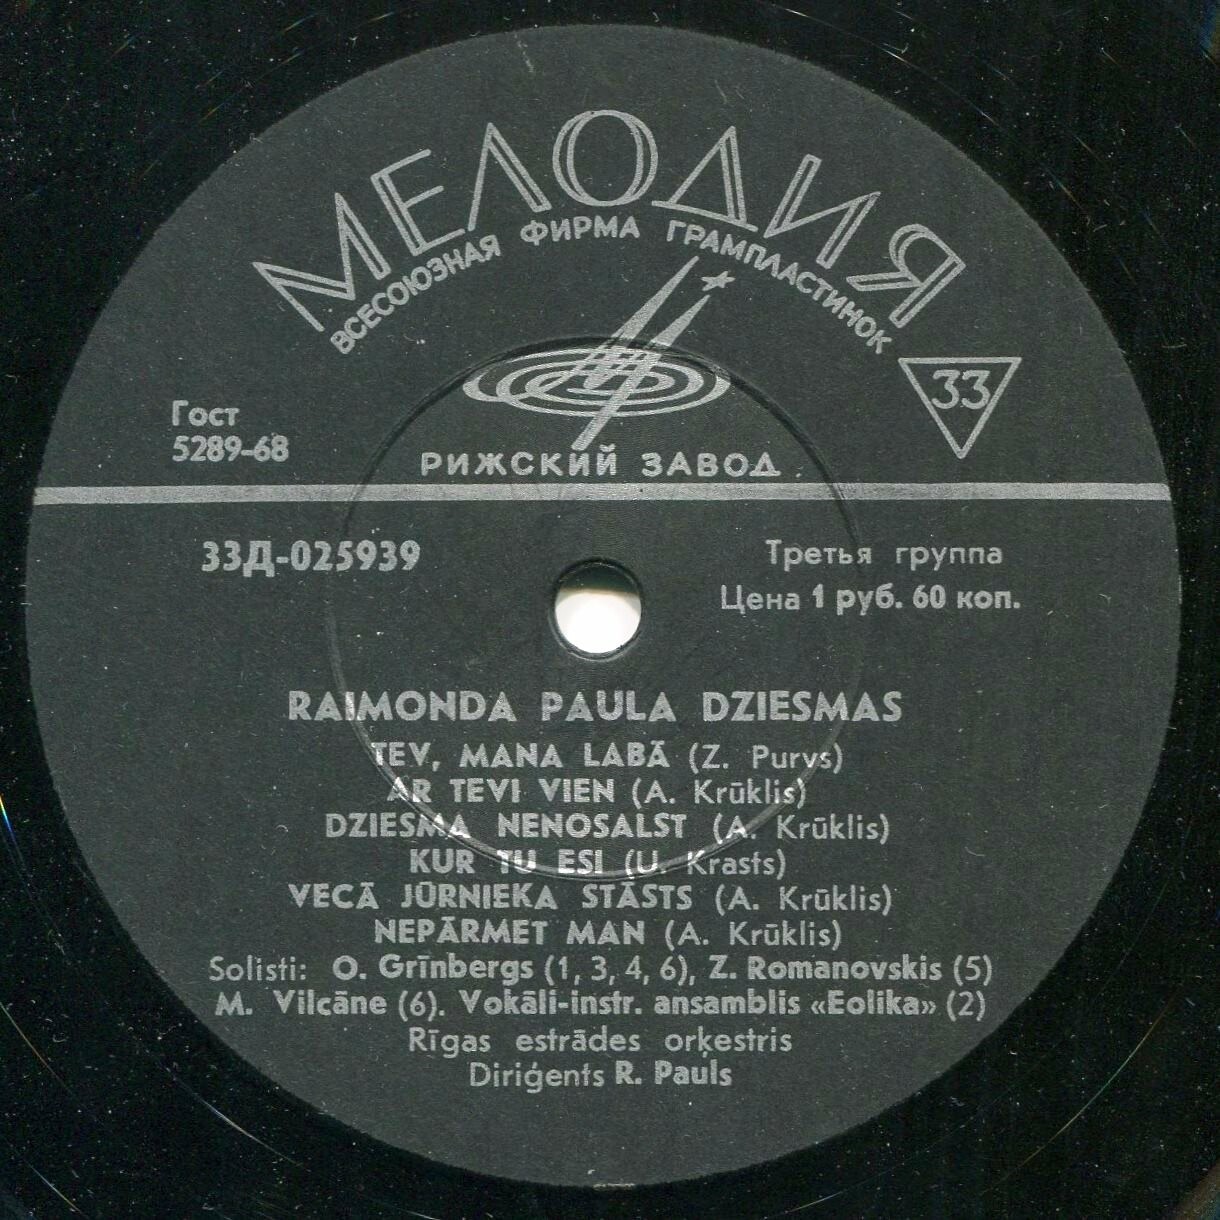 МЕЛОДИЯ
ВСЕСОЮЗНАЯ ФИРМА ГРАМПЛАСТИНОК
33
Гост
5289-68
РИЖСКИЙ ЗАВОД
33Д-025939
Третья группа
Цена 1 руб. 60 коп.
RAIMONDA PAULA DZIESMAS
TEV, MANA LABĀ (Z. Purvs)
AR TEVI VIEN (A. Krūklis)
DZIESMA NENOSALST (A. Krūklis)
KUR TU ESI (U. Krasts)
VECĀ JŪRNIEKA STĀSTS (A. Krūklis)
NEPĀRMET MAN (A. Krūklis)
Solisti: O. Grīnbergs (1, 3, 4, 6), Z. Romanovskis (5)
M. Vilcāne (6). Vokāli-instr. ansamblis «Eolika» (2)
Rīgas estrādes orķestris
Diriģents R. Pauls